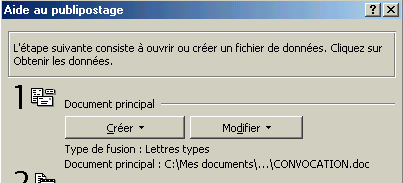 Aide au publipostage
L'étape suivante consiste à ouvrir ou créer un fichier de données. Cliquez sur
Obtenir les données.
1 Document principal
Créer Modifier
Type de fusion : Lettres types
Document principal : C:\Mes documents\...\CONVOCATION.doc
2